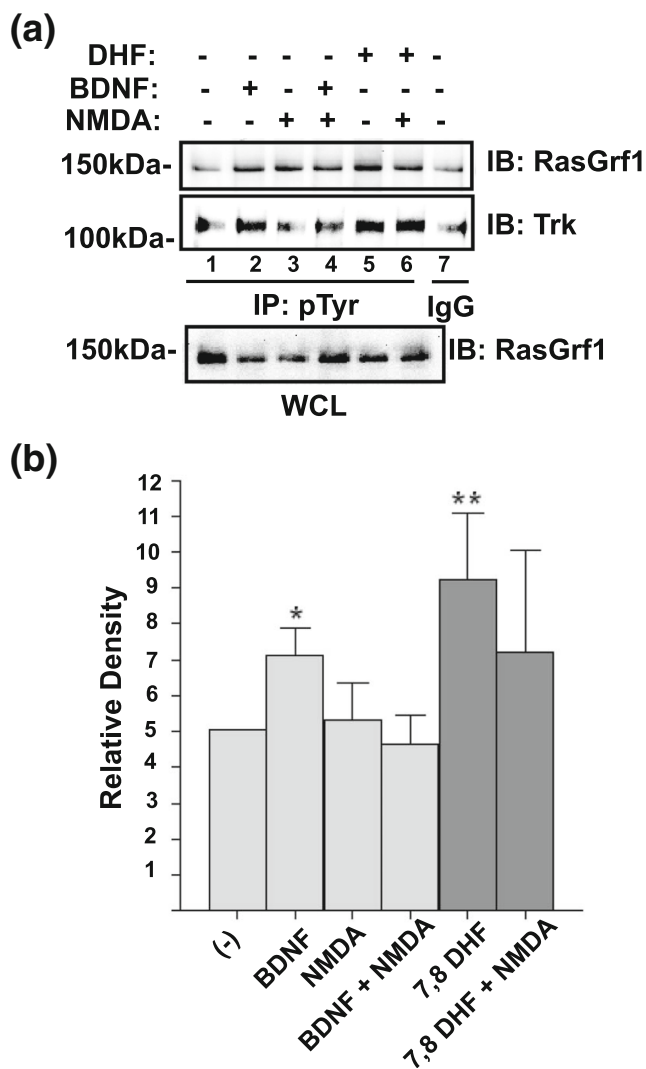 (a)
DHF: - - - - + + -
BDNF: - + - + - - -
NMDA: - - + + - + -
150kDa- IB: RasGrf1
100kDa- IB: Trk
1 2 3 4 5 6 7
IP: pTyr IgG
150kDa- IB: RasGrf1
WCL
(b)
Relative Density
12
11
10
9
8
7
6
5
4
3
2
1
*
**
(-) BDNF NMDA BDNF + NMDA 7,8 DHF 7,8 DHF + NMDA